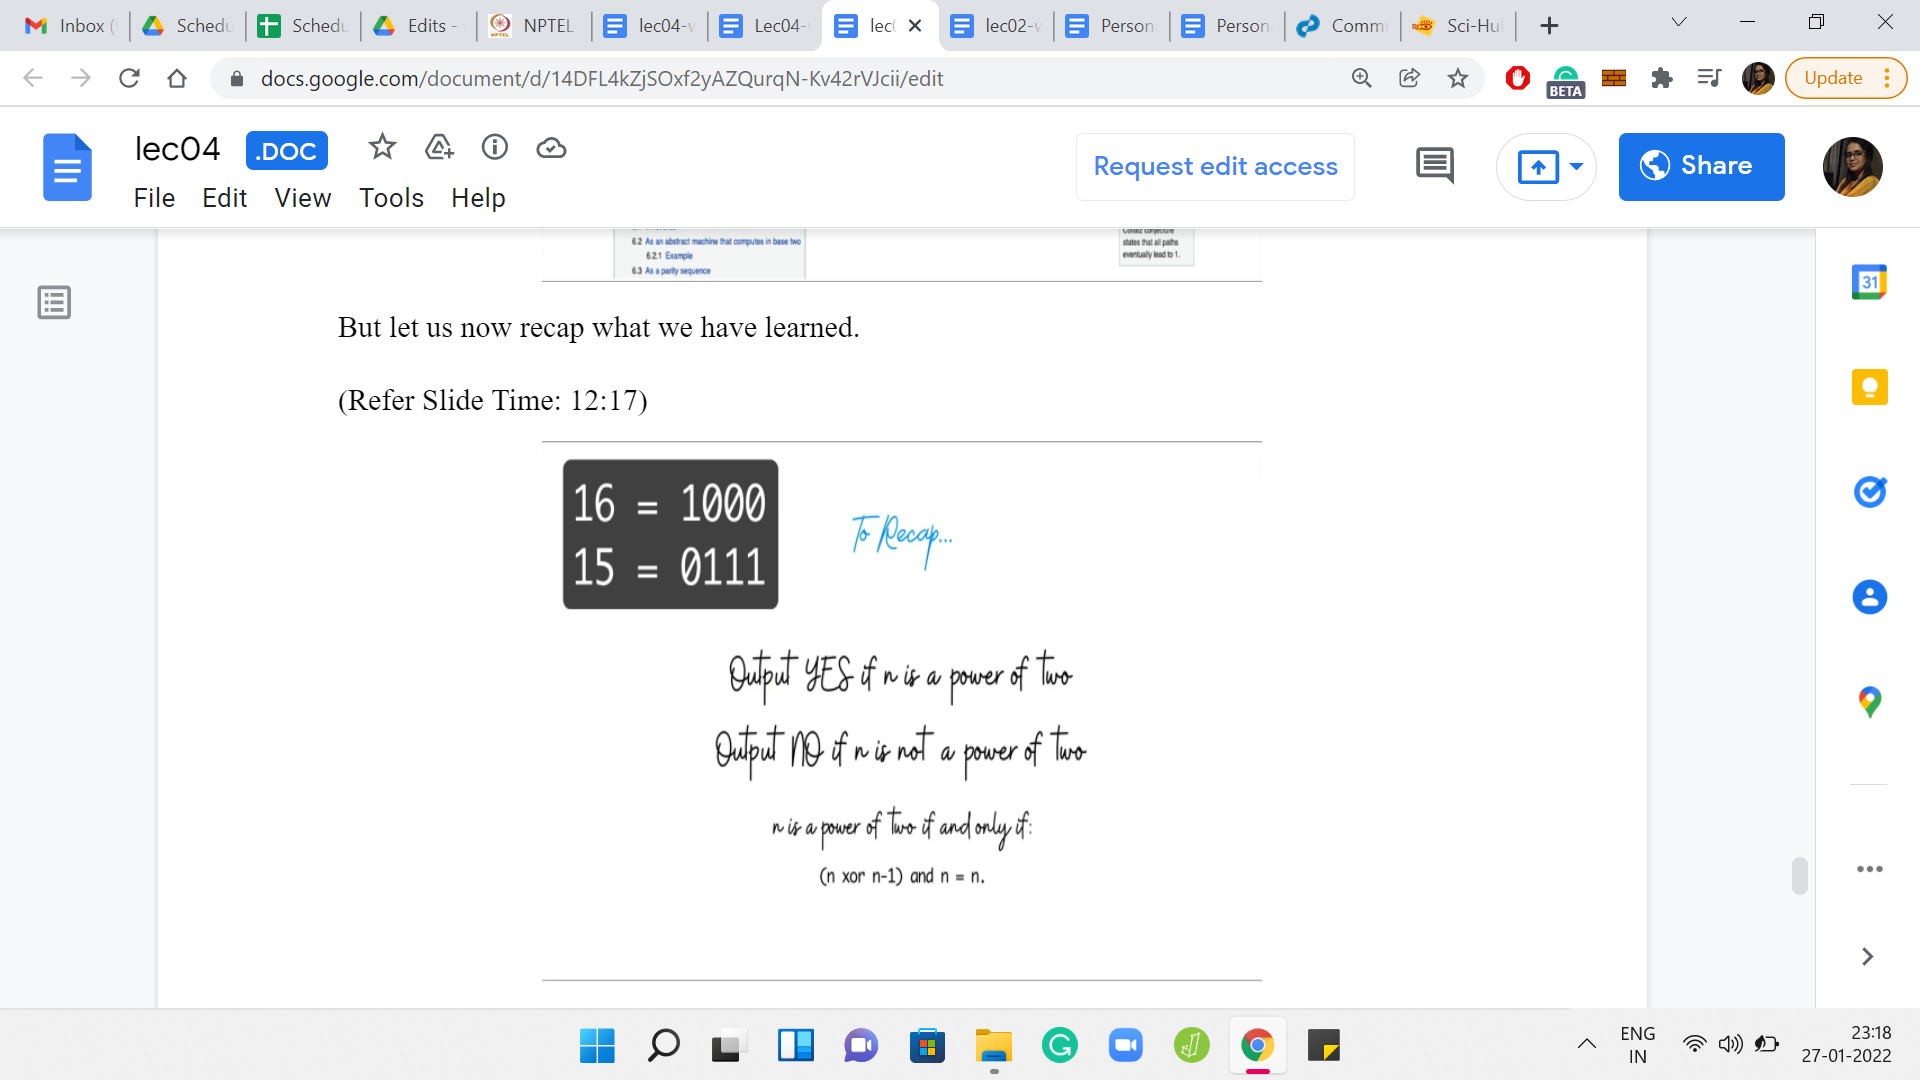 Inbox (
Schedu
Schedu
Edits -
NPTEL
lec04-v
Lec04-
lec
lec02-v
Person
Person
Comm
Sci-Hu
docs.google.com/document/d/14DFL4kZjSOxf2yAZQurqN-Kv42rVJcii/edit
BETA
Update
lec04 .DOC
Request edit access
Share
File Edit View Tools Help
6.2 As an abstract machine that computes in base two
6.2.1 Example
6.3 As a parity sequence
Collatz conjecture
states that all paths
eventually lead to 1.
31
But let us now recap what we have learned.
(Refer Slide Time: 12:17)
16 = 1000
15 = 0111
To Recap...
Output YES if n is a power of two
Output NO if n is not a power of two
n is a power of two if and only if:
(n xor n-1) and n = n.
ENG
IN
23:18
27-01-2022